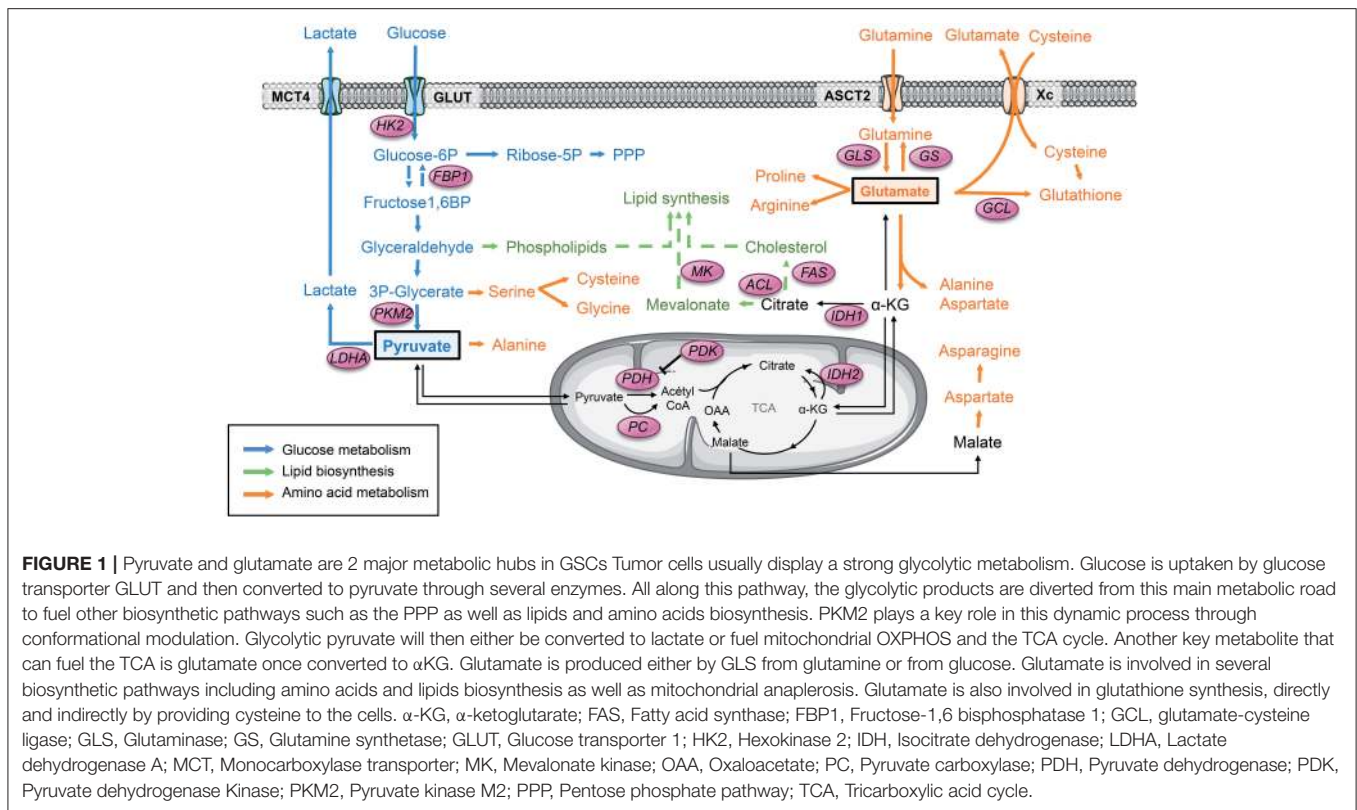 Lactate
Glucose
Glutamine
Glutamate
Cysteine
MCT4
GLUT
ASCT2
Xc
HK2
Glutamine
Glucose-6P
Ribose-5P
PPP
GLS
GS
Cysteine
FBP1
Proline
Glutamate
Glutathione
Fructose1,6BP
Lipid synthesis
Arginine
GCL
Glyceraldehyde
Phospholipids
Cholesterol
MK
FAS
ACL
Cysteine
Alanine
Lactate
3P-Glycerate
Serine
Mevalonate
Citrate
α-KG
Aspartate
Glycine
IDH1
PKM2
LDHA
Pyruvate
Alanine
PDK
Asparagine
PDH
Citrate
IDH2
Pyruvate
Acétyl
CoA
OAA
TCA
α-KG
Aspartate
PC
Malate
Malate
Glucose metabolism
Lipid biosynthesis
Amino acid metabolism
FIGURE 1 | Pyruvate and glutamate are 2 major metabolic hubs in GSCs Tumor cells usually display a strong glycolytic metabolism. Glucose is uptaken by glucose
transporter GLUT and then converted to pyruvate through several enzymes. All along this pathway, the glycolytic products are diverted from this main metabolic road
to fuel other biosynthetic pathways such as the PPP as well as lipids and amino acids biosynthesis. PKM2 plays a key role in this dynamic process through
conformational modulation. Glycolytic pyruvate will then either be converted to lactate or fuel mitochondrial OXPHOS and the TCA cycle. Another key metabolite that
can fuel the TCA is glutamate once converted to αKG. Glutamate is produced either by GLS from glutamine or from glucose. Glutamate is involved in several
biosynthetic pathways including amino acids and lipids biosynthesis as well as mitochondrial anaplerosis. Glutamate is also involved in glutathione synthesis, directly
and indirectly by providing cysteine to the cells. α-KG, α-ketoglutarate; FAS, Fatty acid synthase; FBP1, Fructose-1,6 bisphosphatase 1; GCL, glutamate-cysteine
ligase; GLS, Glutaminase; GS, Glutamine synthetase; GLUT, Glucose transporter 1; HK2, Hexokinase 2; IDH, Isocitrate dehydrogenase; LDHA, Lactate
dehydrogenase A; MCT, Monocarboxylate transporter; MK, Mevalonate kinase; OAA, Oxaloacetate; PC, Pyruvate carboxylase; PDH, Pyruvate dehydrogenase; PDK,
Pyruvate dehydrogenase Kinase; PKM2, Pyruvate kinase M2; PPP, Pentose phosphate pathway; TCA, Tricarboxylic acid cycle.